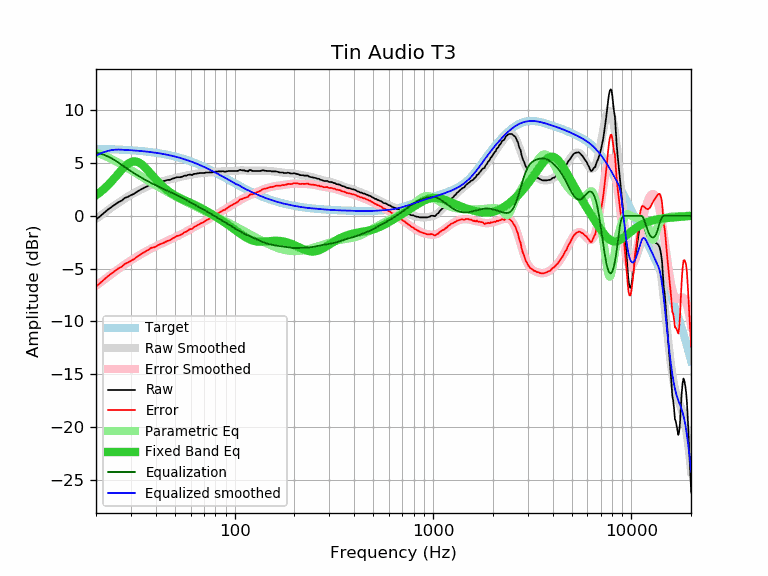 Tin Audio T3
Amplitude (dBr)
10
5
0
−5
−10
−15
−20
−25
Target
Raw Smoothed
Error Smoothed
Raw
Error
Parametric Eq
Fixed Band Eq
Equalization
Equalized smoothed
100
1000
10000
Frequency (Hz)